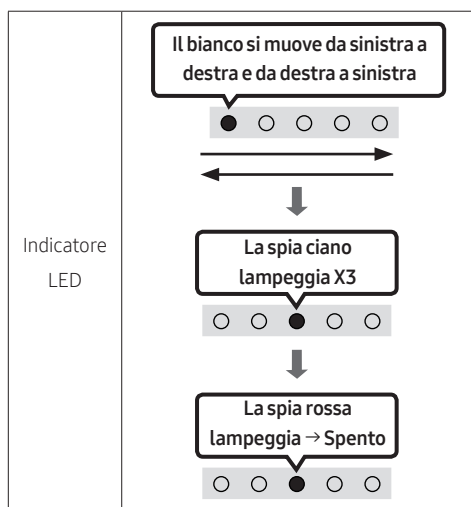 Il bianco si muove da sinistra a
destra e da destra a sinistra
Indicatore
LED
La spia ciano
lampeggia X3
La spia rossa
lampeggia → Spento